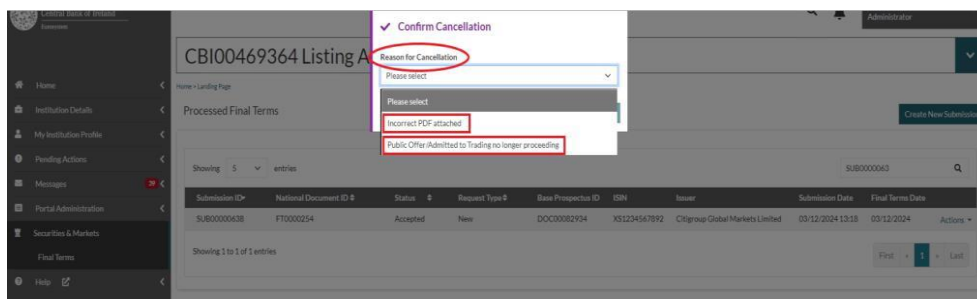 Central Bank of Ireland
Eurosystem
Administrator
Confirm Cancellation
CBI00469364 Listing A
Reason for Cancellation
Please select
Please select
Incorrect PDF attached
Public Offer/Admitted to Trading no longer proceeding
Home
Institution Details
My Institution Profile
Pending Actions
Messages
Portal Administration
Securities & Markets
Final Terms
Help
Home > Landing Page
Processed Final Terms
Create New Submission
Showing 5 entries
SUB0000063
Submission ID National Document ID Status Request Type Base Prospectus ID ISIN Issuer Submission Date Final Terms Date
SUB00000638 FT0000254 Accepted New DOC00082934 XS1234567892 Citigroup Global Markets Limited 03/12/2024 13:18 03/12/2024 Actions
Showing 1 to 1 of 1 entries
First < 1 > Last